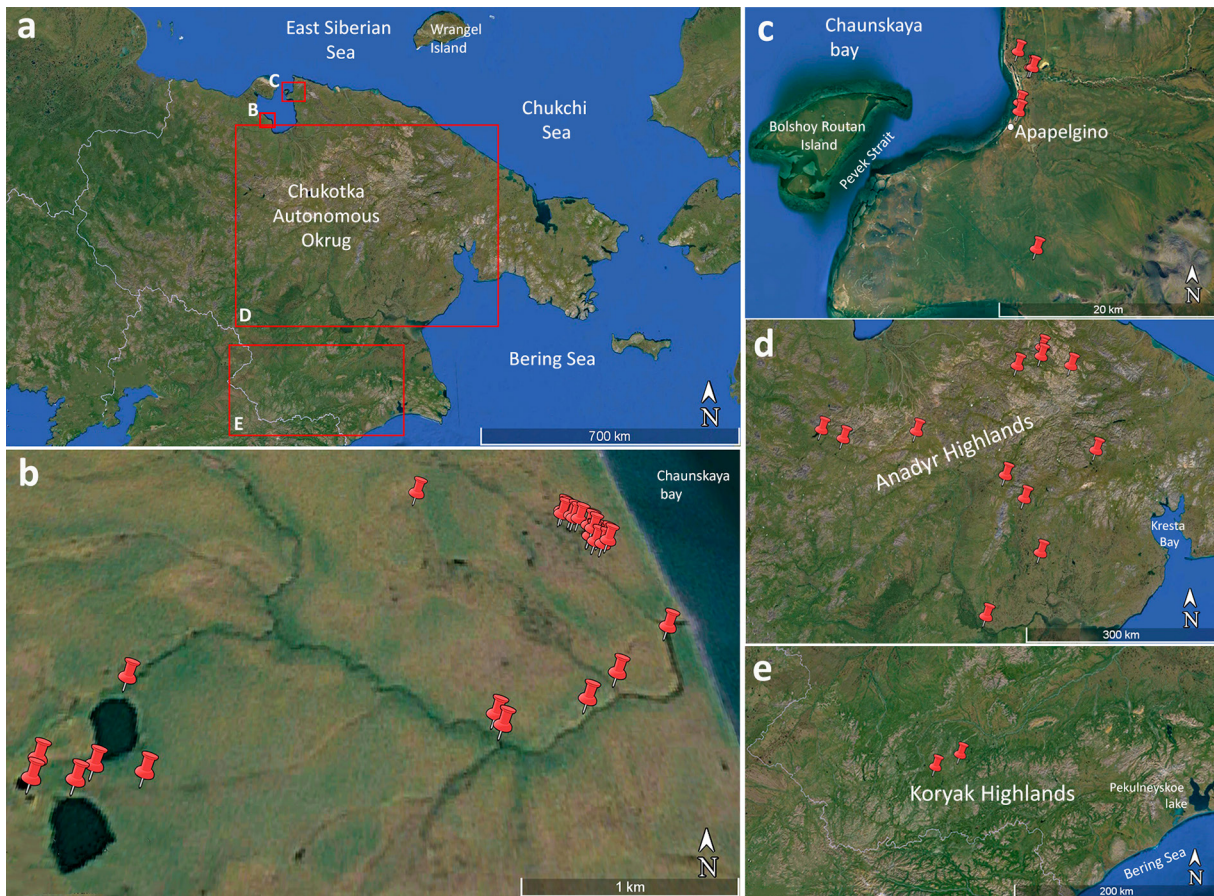 a
East Siberian
Sea
Wrangel
Island
C
B
Chukchi
Sea
Chukotka
Autonomous
Okrug
D
Bering Sea
E
N
700 km
b
Chaunskaya
bay
N
1 km
c
Chaunskaya
bay
Bolshoy Routan
Island
Pevek Strait
Apapelgino
N
20 km
d
Anadyr Highlands
Kresta
Bay
N
300 km
e
Koryak Highlands
Pekulneyskoe
lake
Bering Sea
N
200 km